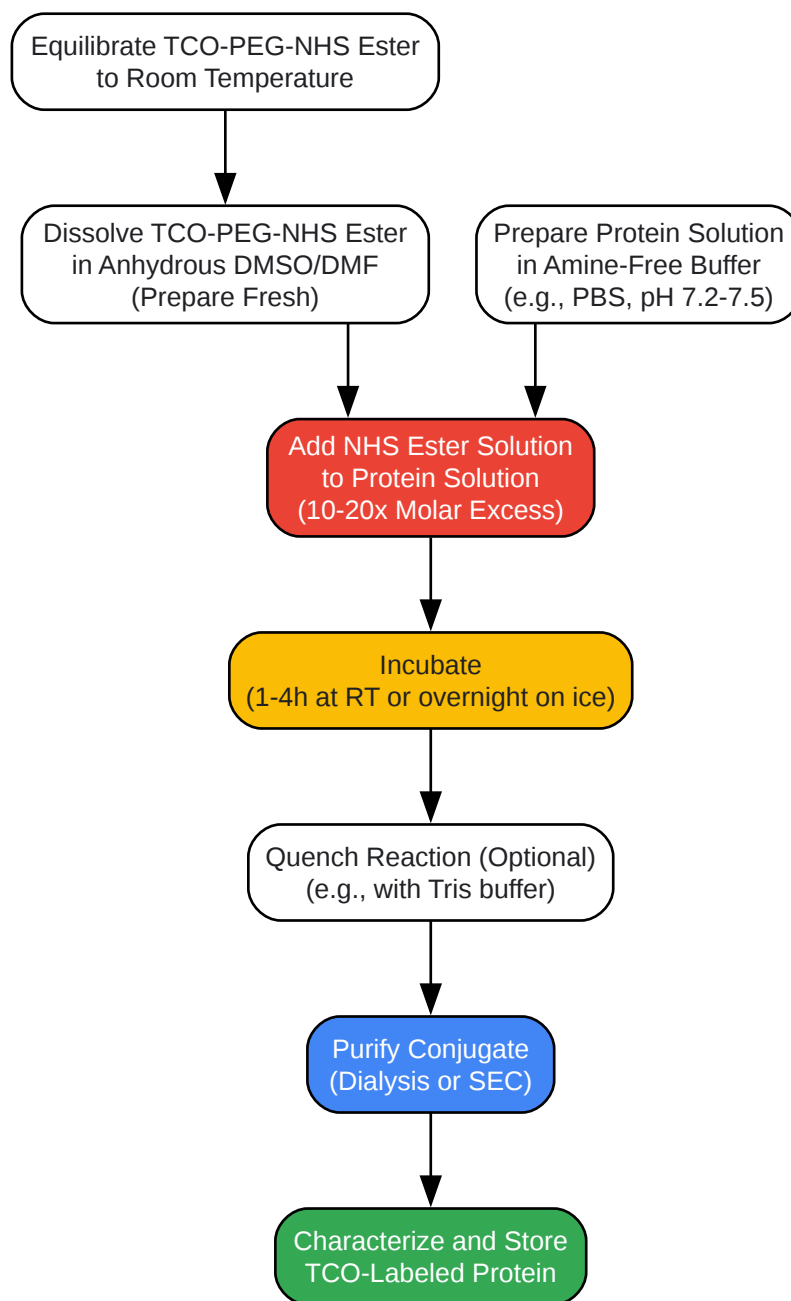 Equilibrate TCO-PEG-NHS Ester
to Room Temperature
Dissolve TCO-PEG-NHS Ester
in Anhydrous DMSO/DMF
(Prepare Fresh)
Prepare Protein Solution
in Amine-Free Buffer
(e.g., PBS, pH 7.2-7.5)
Add NHS Ester Solution
to Protein Solution
(10-20x Molar Excess)
Incubate
(1-4h at RT or overnight on ice)
Quench Reaction (Optional)
(e.g., with Tris buffer)
Purify Conjugate
(Dialysis or SEC)
Characterize and Store
TCO-Labeled Protein